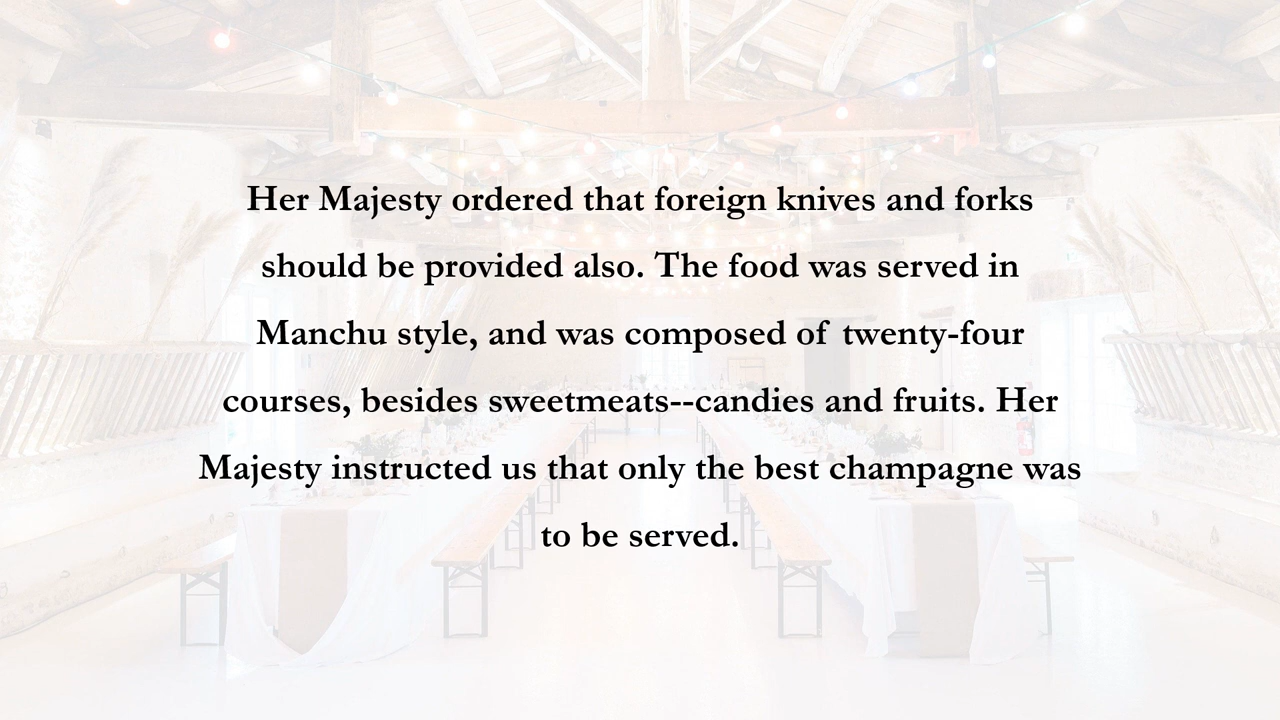 Her Majesty ordered that foreign knives and forks
should be provided also. The food was served in
Manchu style, and was composed of twenty-four
courses, besides sweetmeats--candies and fruits. Her
Majesty instructed us that only the best champagne was
to be served.